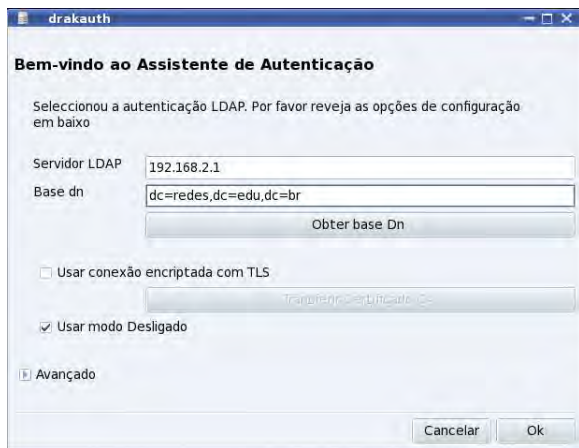 drakauth
Bem-vindo ao Assistente de Autenticação
Seleccionou a autenticação LDAP. Por favor reveja as opções de configuração
em baixo
Servidor LDAP
192.168.2.1
Base dn
dc=redes,dc=edu,dc=br
Obter base Dn
Usar conexão encriptada com TLS
Usar modo Desligado
Avançado
Cancelar
Ok